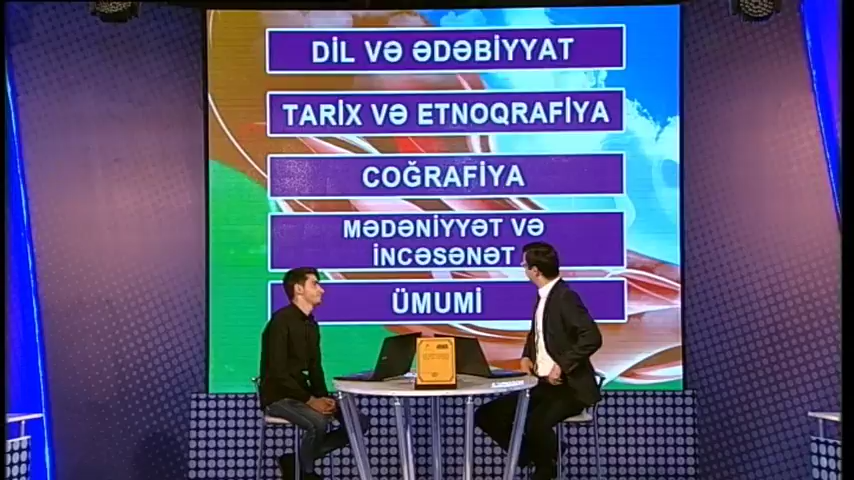 DİL VƏ ƏDƏBİYYAT
TARİX VƏ ETNOQRAFİYA
COĞRAFİYA
MƏDƏNİYYƏT VƏ
İNCƏSƏNƏT
ÜMUMİ